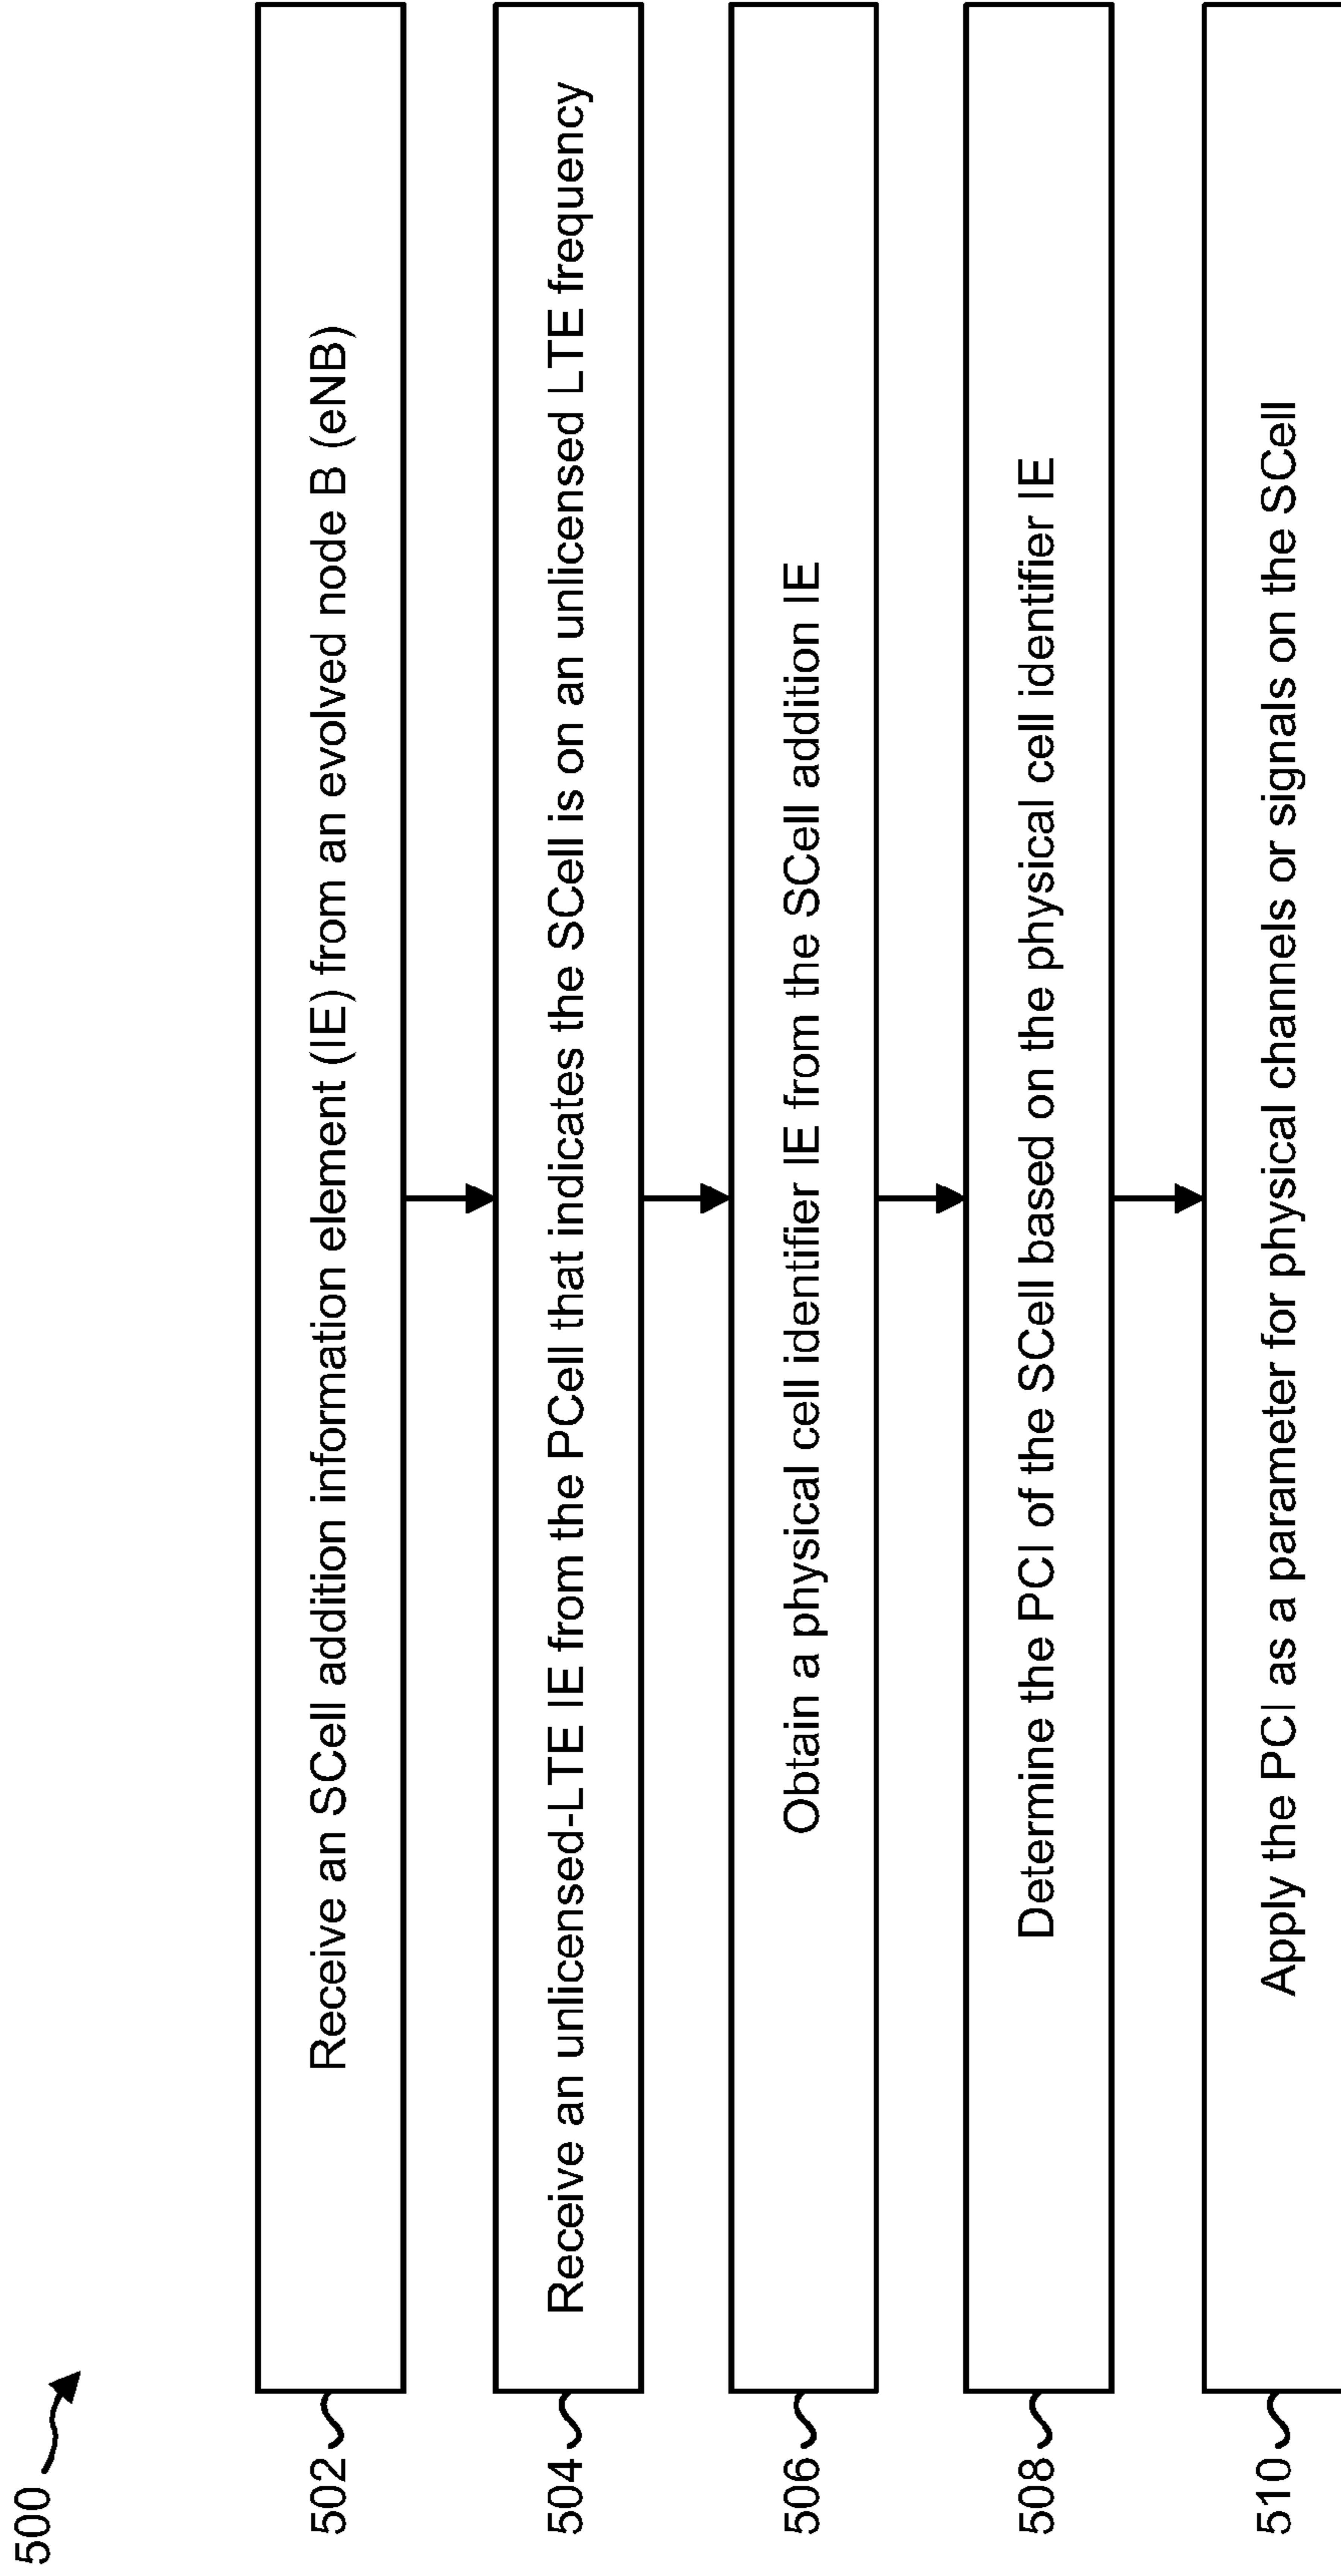 500
502
Receive an SCell addition information element (IE) from an evolved node B (eNB)
504
Receive an unlicensed-LTE IE from the PCell that indicates the SCell is on an unlicensed LTE frequency
506
Obtain a physical cell identifier IE from the SCell addition IE
508
Determine the PCI of the SCell based on the physical cell identifier IE
510
Apply the PCI as a parameter for physical channels or signals on the SCell